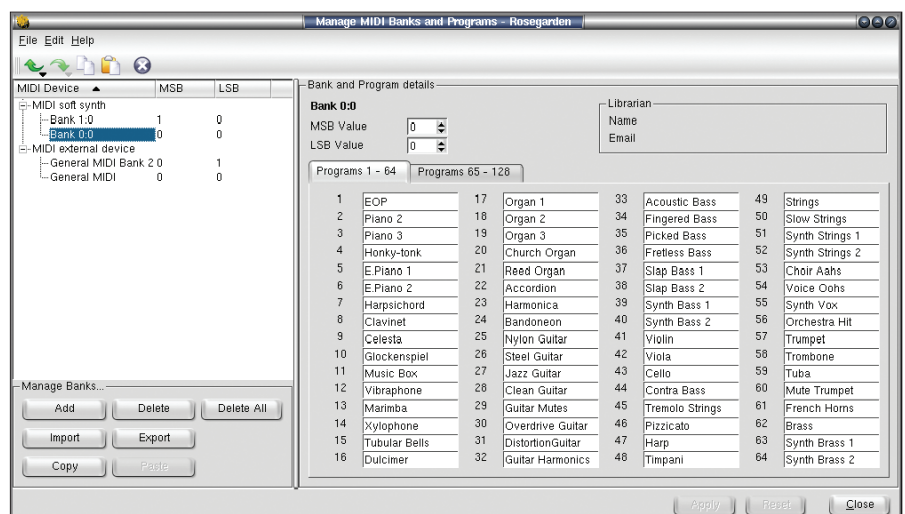 Manage MIDI Banks and Programs - Rosegarden
File Edit Help
MIDI Device MSB LSB
MIDI soft synth
Bank 1:0 1 0
Bank 0:0 0 0
MIDI external device
General MIDI Bank 2 0 1
General MIDI 0 0
Manage Banks...
Add Delete Delete All
Import Export
Copy Paste
Bank and Program details
Bank 0:0
MSB Value 0
LSB Value 0
Librarian
Name
Email
Programs 1 - 64 Programs 65 - 128
1 EOP 17 Organ 1 33 Acoustic Bass 49 Strings
2 Piano 2 18 Organ 2 34 Fingered Bass 50 Slow Strings
3 Piano 3 19 Organ 3 35 Picked Bass 51 Synth Strings 1
4 Honky-tonk 20 Church Organ 36 Fretless Bass 52 Synth Strings 2
5 E.Piano 1 21 Reed Organ 37 Slap Bass 1 53 Choir Aahs
6 E.Piano 2 22 Accordion 38 Slap Bass 2 54 Voice Oohs
7 Harpsichord 23 Harmonica 39 Synth Bass 1 55 Synth Vox
8 Clavinet 24 Bandoneon 40 Synth Bass 2 56 Orchestra Hit
9 Celesta 25 Nylon Guitar 41 Violin 57 Trumpet
10 Glockenspiel 26 Steel Guitar 42 Viola 58 Trombone
11 Music Box 27 Jazz Guitar 43 Cello 59 Tuba
12 Vibraphone 28 Clean Guitar 44 Contra Bass 60 Mute Trumpet
13 Marimba 29 Guitar Mutes 45 Tremolo Strings 61 French Horns
14 Xylophone 30 Overdrive Guitar 46 Pizzicato 62 Brass
15 Tubular Bells 31 DistortionGuitar 47 Harp 63 Synth Brass 1
16 Dulcimer 32 Guitar Harmonics 48 Timpani 64 Synth Brass 2
Apply Reset Close